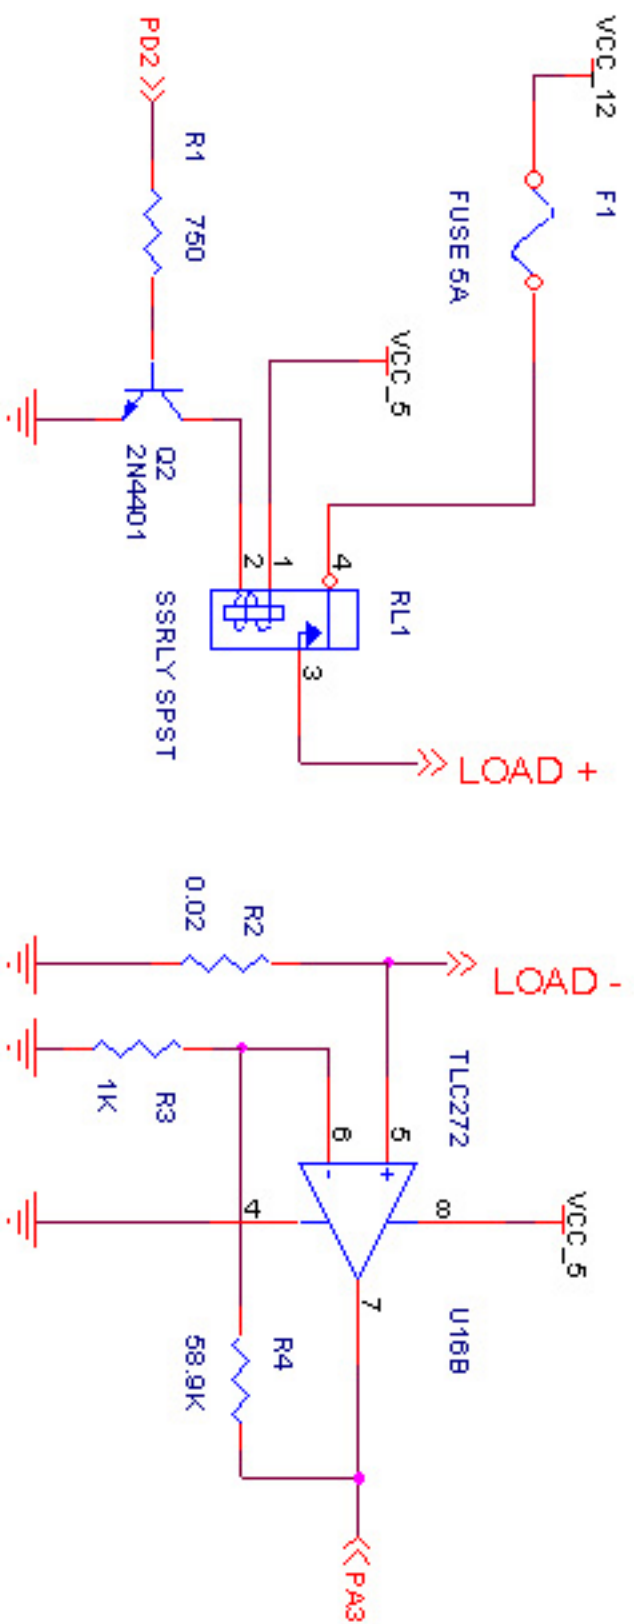 VCC_12
F1
FUSE 5A
PD2
R1
750
VCC_5
Q2
2N4401
4
1
2
RL1
3
SSRLY SPST
LOAD +
LOAD -
R2
0.02
R3
1K
TLC272
5
6
+
-
8
4
VCC_5
7
U16B
R4
58.9K
PA3